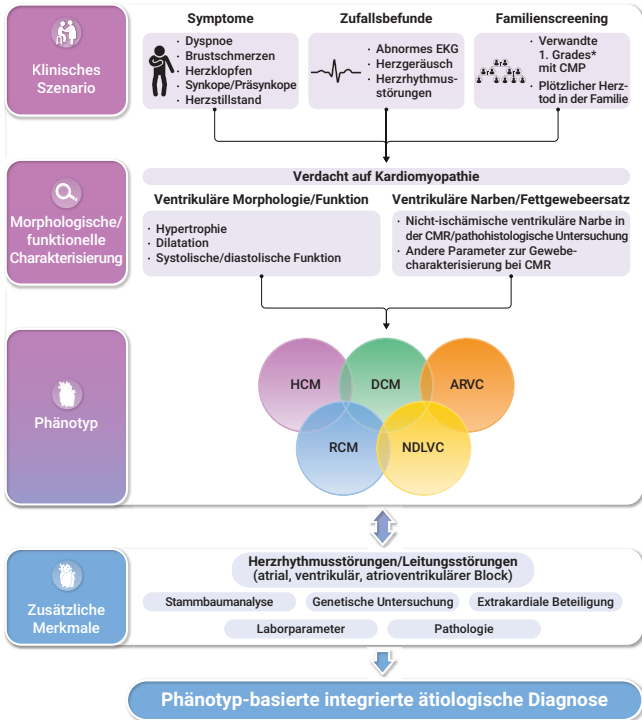 Klinisches
Szenario
Symptome
· Dyspnoe
· Brustschmerzen
· Herzklopfen
· Synkope/Präsynkope
· Herzstillstand
Zufallsbefunde
· Abnormes EKG
· Herzgeräusch
· Herzrhythmus-
störungen
Familienscreening
· Verwandte
1. Grades*
mit CMP
· Plötzlicher Herz-
tod in der Familie
Verdacht auf Kardiomyopathie
Morphologische/
funktionelle
Charakterisierung
Ventrikuläre Morphologie/Funktion
· Hypertrophie
· Dilatation
· Systolische/diastolische Funktion
Ventrikuläre Narben/Fettgewebeersatz
· Nicht-ischämische ventrikuläre Narbe in
der CMR/pathohistologische Untersuchung
· Andere Parameter zur Gewebe-
charakterisierung bei CMR
Phänotyp
HCM
DCM
ARVC
RCM
NDLVC
Zusätzliche
Merkmale
Herzrhythmusstörungen/Leitungsstörungen
(atrial, ventrikulär, atrioventrikulärer Block)
Stammbaumanalyse
Genetische Untersuchung
Extrakardiale Beteiligung
Laborparameter
Pathologie
Phänotyp-basierte integrierte ätiologische Diagnose